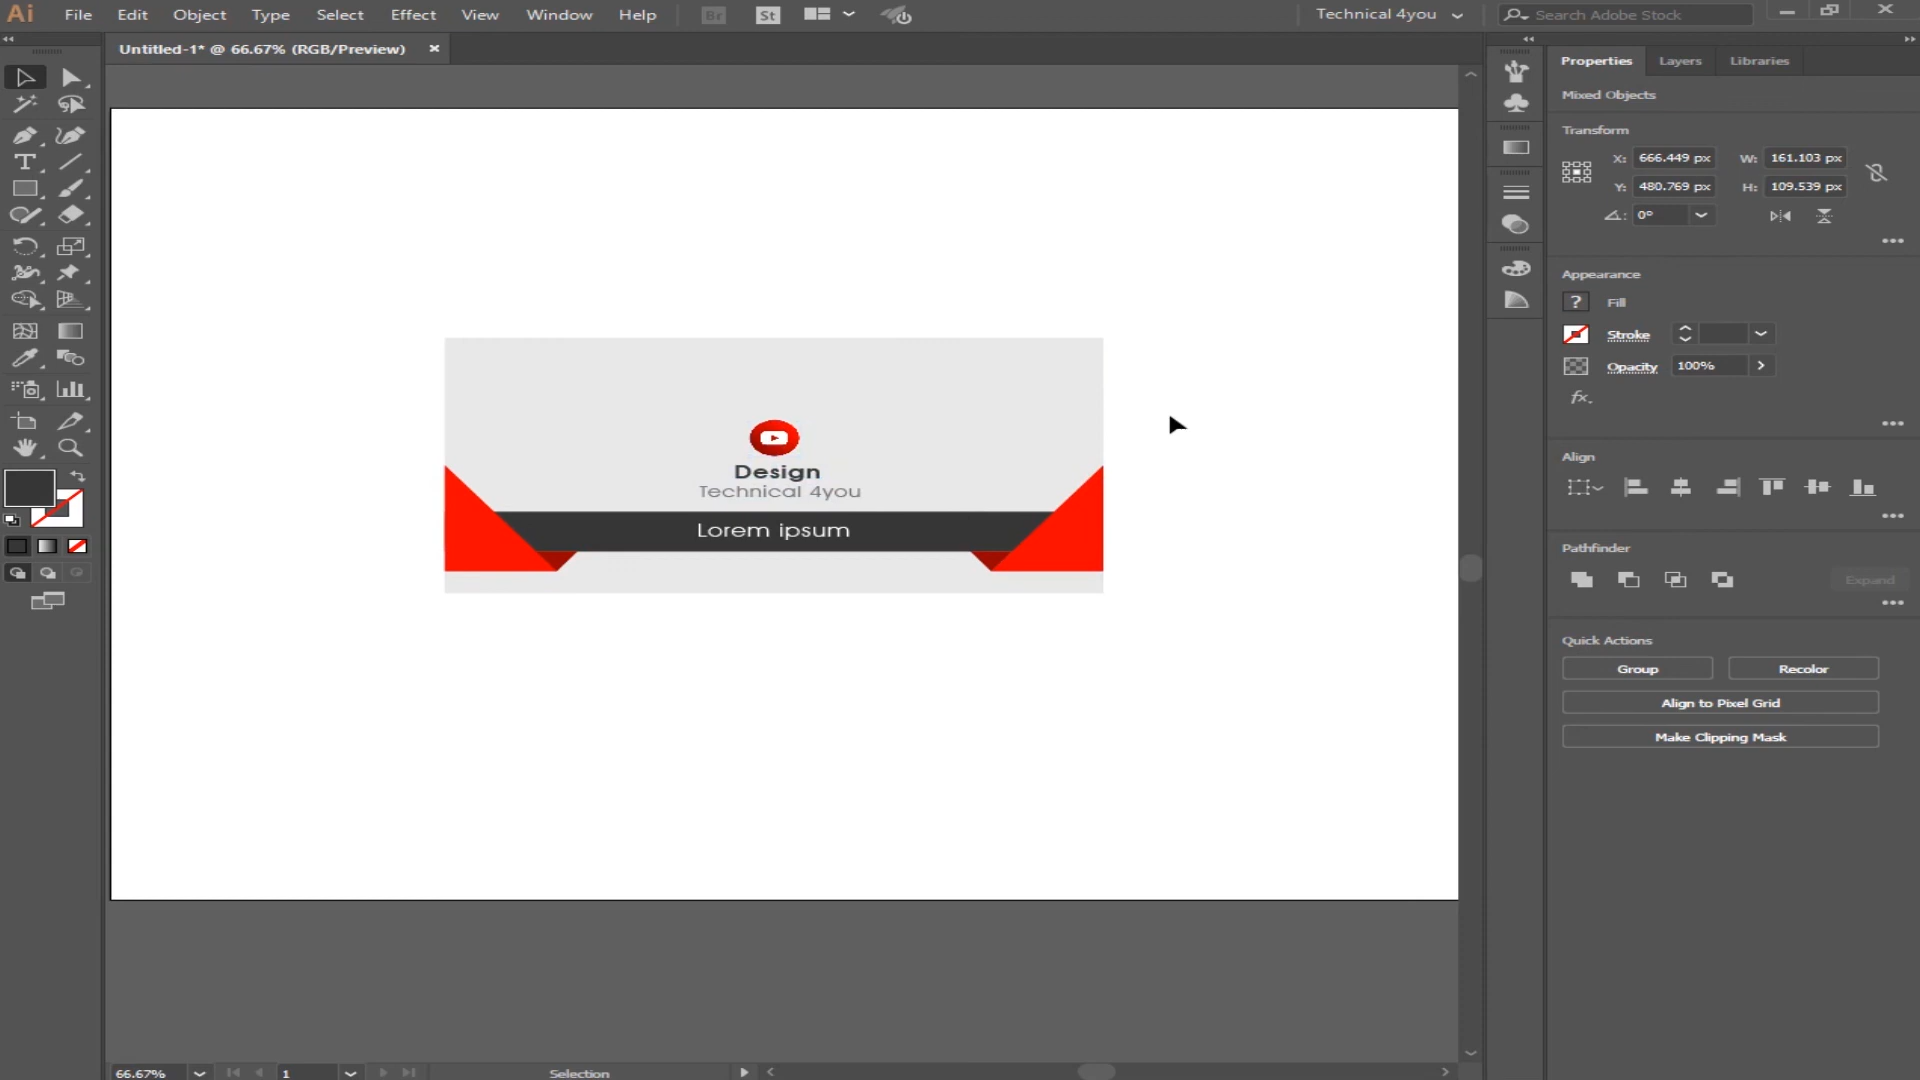 Ai File Edit Object Type Select Effect View Window Help Br St Technical 4you Search Adobe Stock
Untitled-1* @ 66.67% (RGB/Preview) ×
Properties Layers Libraries
Mixed Objects
Transform
X: 666.449 px W: 161.103 px
Y: 480.769 px H: 109.539 px
0°
Appearance
? Fill
Stroke
Opacity 100%
fx.
Align
Pathfinder
Expand
Quick Actions
Group Recolor
Align to Pixel Grid
Make Clipping Mask
Design
Technical 4you
Lorem ipsum
66.67% 1 Selection